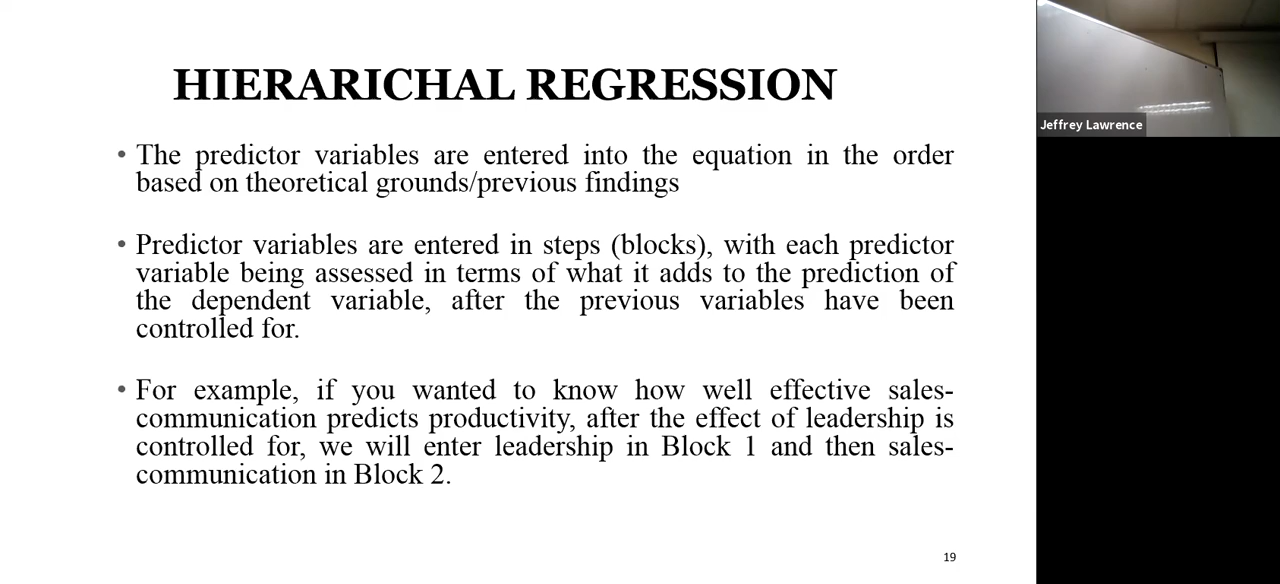 HIERARICHAL REGRESSION
• The predictor variables are entered into the equation in the order
based on theoretical grounds/previous findings
• Predictor variables are entered in steps (blocks), with each predictor
variable being assessed in terms of what it adds to the prediction of
the dependent variable, after the previous variables have been
controlled for.
• For example, if you wanted to know how well effective sales-
communication predicts productivity, after the effect of leadership is
controlled for, we will enter leadership in Block 1 and then sales-
communication in Block 2.
19
Jeffrey Lawrence